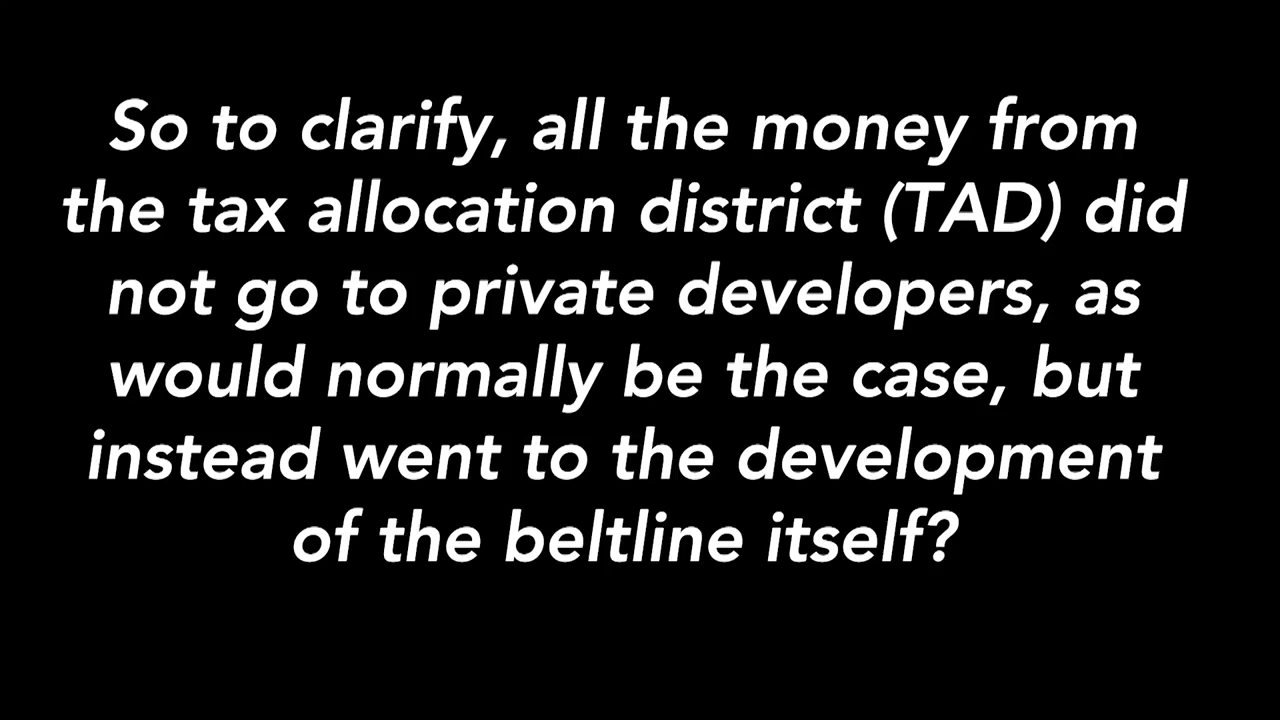 So to clarify, all the money from
the tax allocation district (TAD) did
not go to private developers, as
would normally be the case, but
instead went to the development
of the beltline itself?